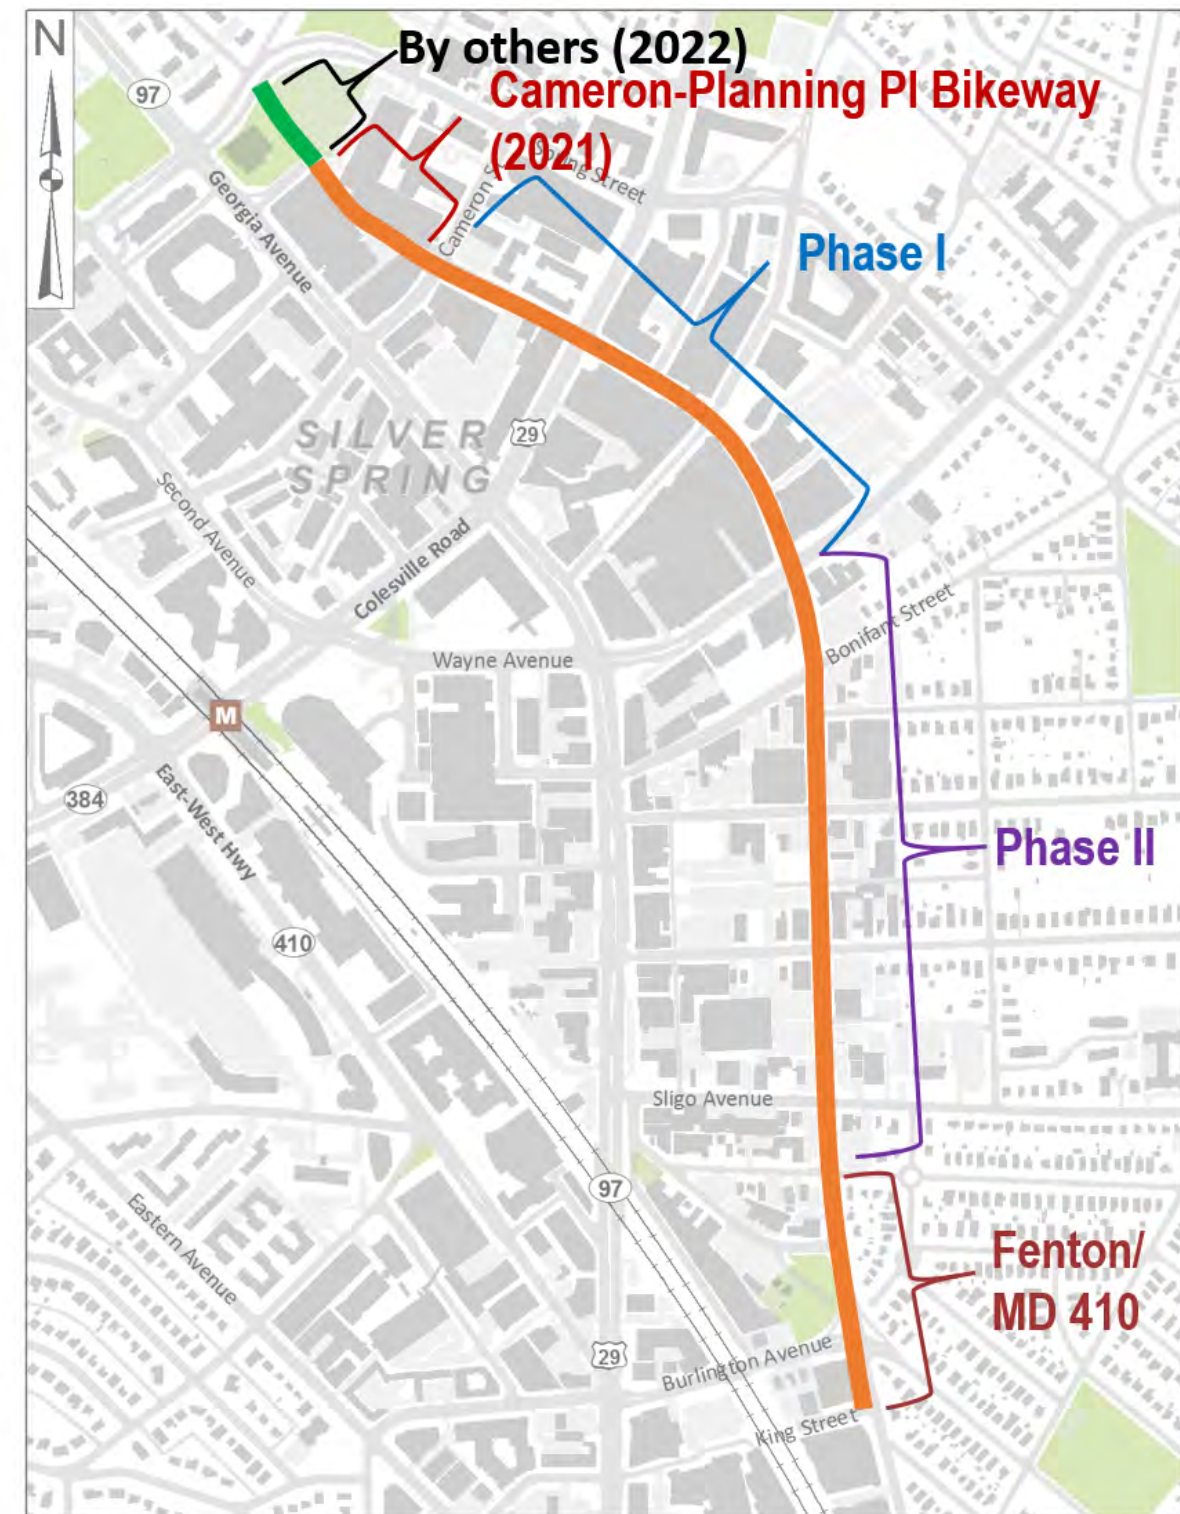 N
By others (2022)
97
Cameron-Planning Pl Bikeway
(2021)
Spring Street
Cameron S
Georgia Avenue
Phase I
SILVER
SPRING
29
Second Avenue
Colesville Road
Bonifant Street
Wayne Avenue
M
384
East-West Hwy
Phase II
410
Sligo Avenue
97
Eastern Avenue
Fenton/
MD 410
29
Burlington Avenue
King Street